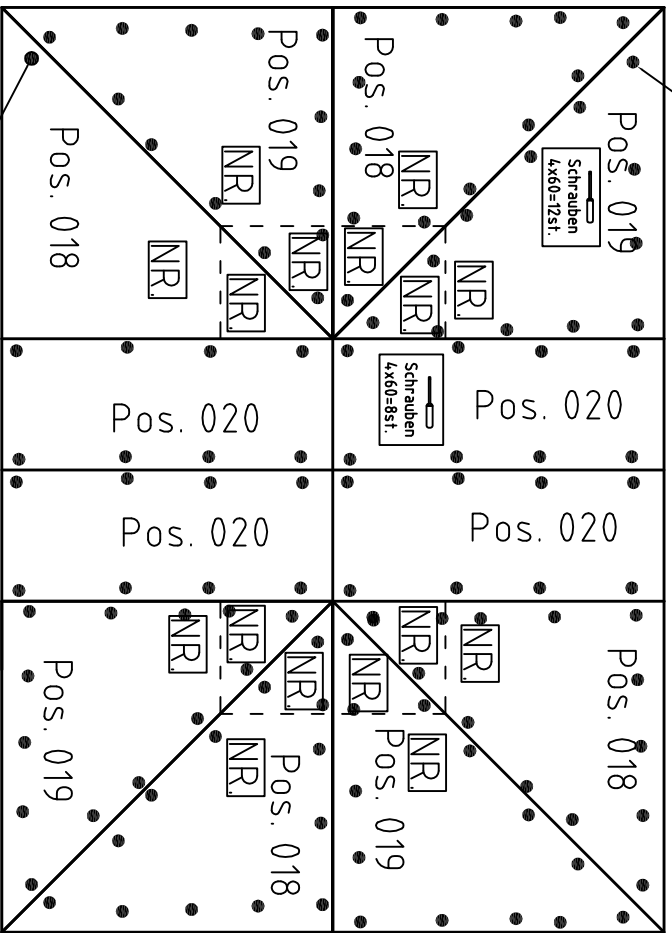 Pos. 019
Pos. 018
Pos. 019
Schrauben
4x60=12st.
NR.
NR.
Pos. 018
NR.
NR.
NR.
NR.
NR.
NR.
Pos. 020
Schrauben
4x60=8st.
Pos. 020
Pos. 020
Pos. 020
NR.
NR.
NR.
NR.
NR.
NR.
Pos. 019
Pos. 018
NR.
NR.
Pos. 018
Pos. 019